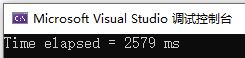 Microsoft Visual Studio 调试控制台
Time elapsed = 2579 ms